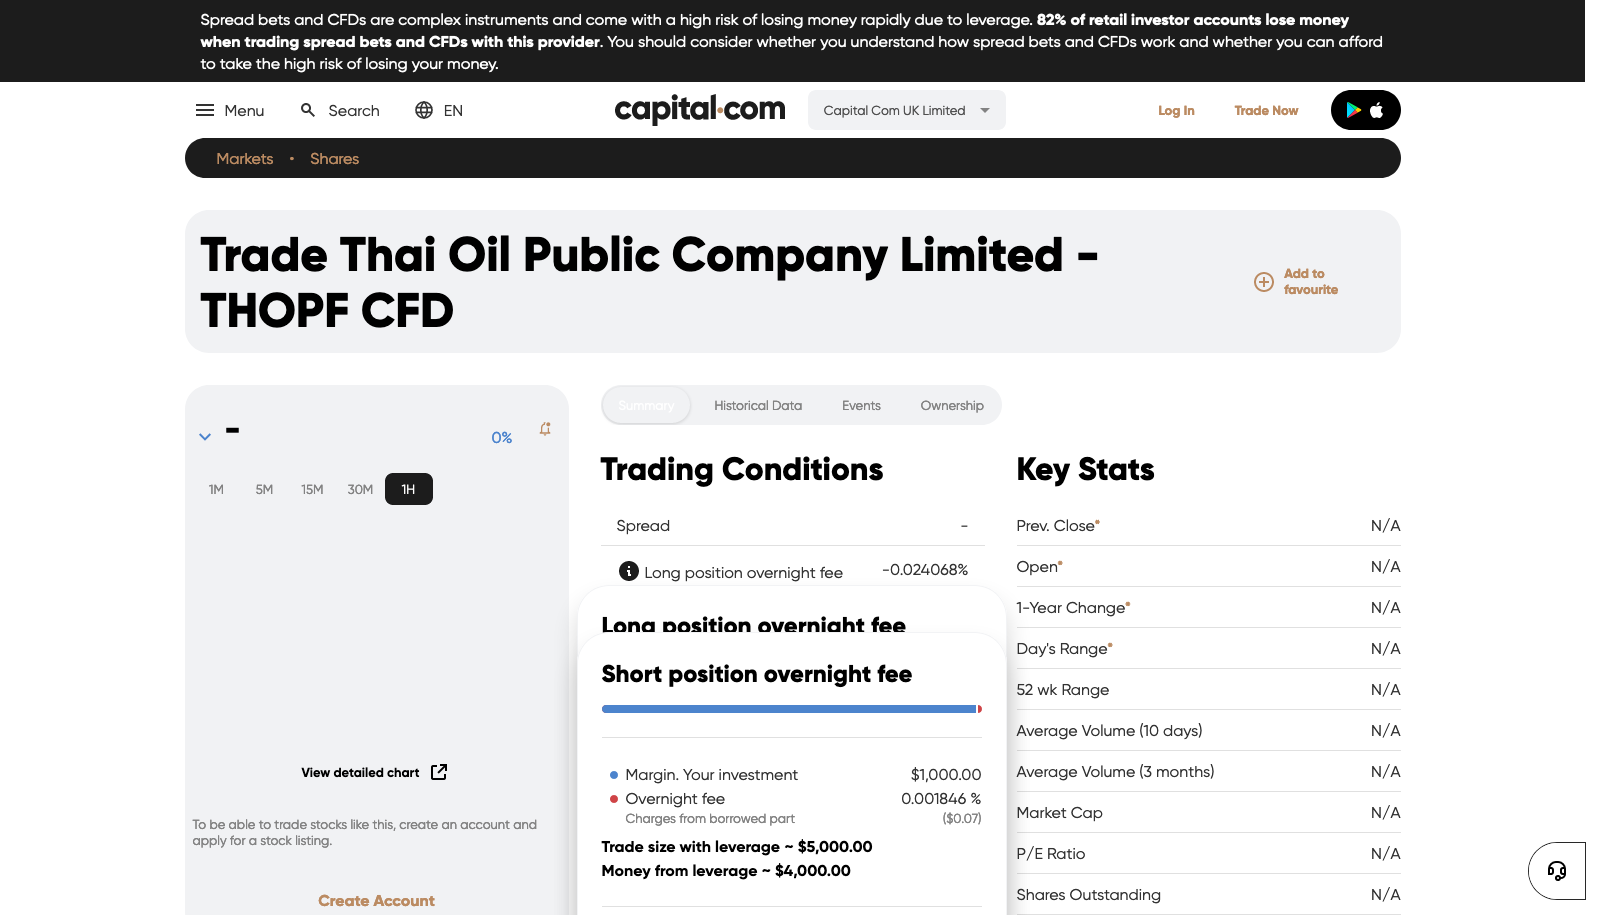 Spread bets and CFDs are complex instruments and come with a high risk of losing money rapidly due to leverage. 82% of retail investor accounts lose money
when trading spread bets and CFDs with this provider. You should consider whether you understand how spread bets and CFDs work and whether you can afford
to take the high risk of losing your money.
Menu
Search
EN
capital.com
Capital Com UK Limited
Log In
Trade Now
Markets • Shares
Trade Thai Oil Public Company Limited -
THOPF CFD
Add to
favourite
-
0%
1M
5M
15M
30M
1H
View detailed chart
To be able to trade stocks like this, create an account and
apply for a stock listing.
Create Account
Summary
Historical Data
Events
Ownership
Trading Conditions
Spread -
Long position overnight fee -0.024068%
Long position overnight fee
Short position overnight fee
Margin. Your investment $1,000.00
Overnight fee 0.001846 %
Charges from borrowed part ($0.07)
Trade size with leverage ~ $5,000.00
Money from leverage ~ $4,000.00
Key Stats
Prev. Close* N/A
Open* N/A
1-Year Change* N/A
Day's Range* N/A
52 wk Range N/A
Average Volume (10 days) N/A
Average Volume (3 months) N/A
Market Cap N/A
P/E Ratio N/A
Shares Outstanding N/A